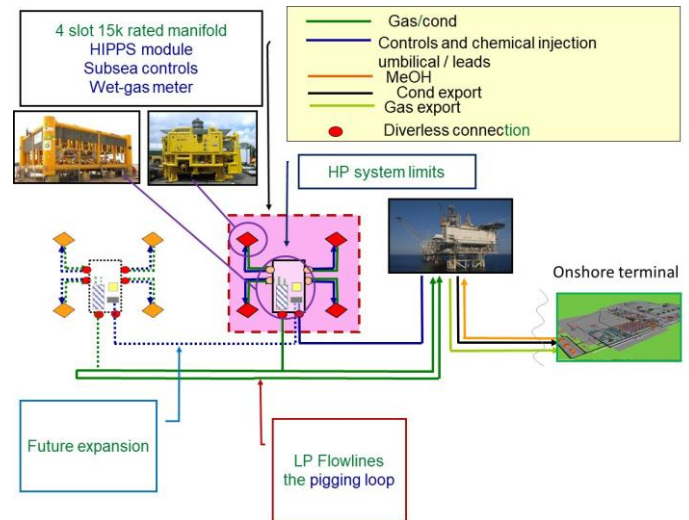 4 slot 15k rated manifold
HIPPS module
Subsea controls
Wet-gas meter
Gas/cond
Controls and chemical injection
umbilical / leads
MeOH
Cond export
Gas export
Diverless connection
HP system limits
Onshore terminal
Future expansion
LP Flowlines
the pigging loop